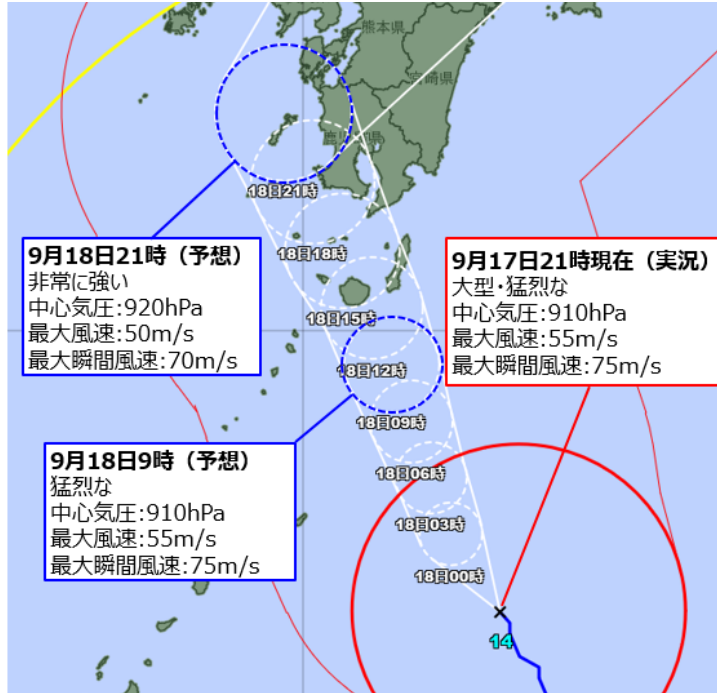 熊本県
宮崎県
鹿児島県
18日21時
18日18時
18日15時
18日12時
18日09時
18日06時
18日03時
18日00時
14
9月18日21時（予想）
非常に強い
中心気圧:920hPa
最大風速:50m/s
最大瞬間風速:70m/s
9月17日21時現在（実況）
大型・猛烈な
中心気圧:910hPa
最大風速:55m/s
最大瞬間風速:75m/s
9月18日9時（予想）
猛烈な
中心気圧:910hPa
最大風速:55m/s
最大瞬間風速:75m/s